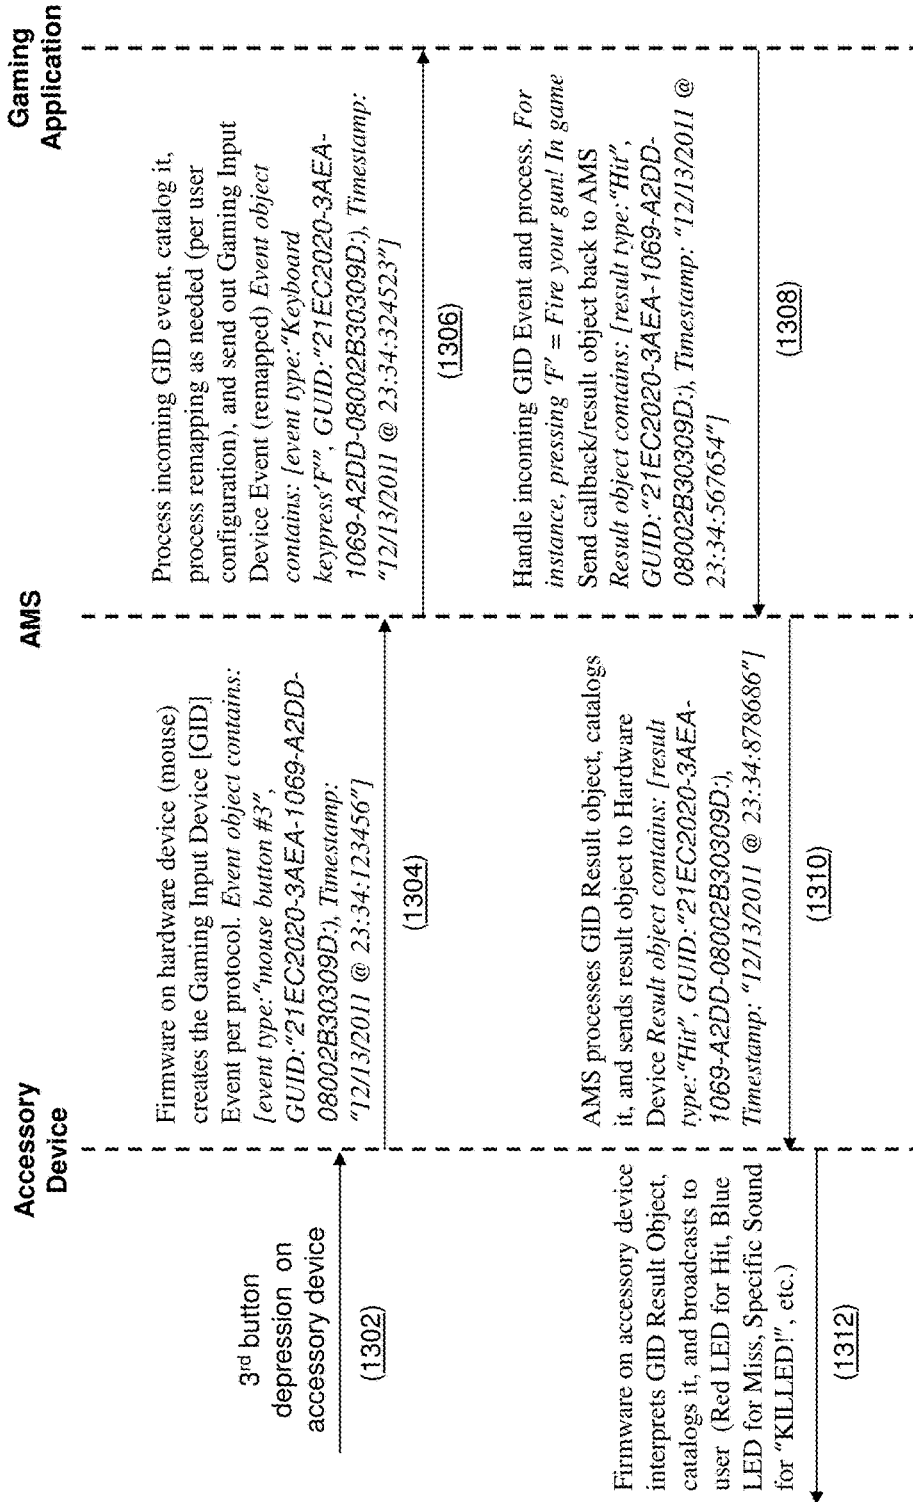 Accessory
Device
AMS
Gaming
Application
3rd button
depression on
accessory device
(1302)
Firmware on hardware device (mouse)
creates the Gaming Input Device [GID]
Event per protocol. Event object contains:
[event type:"mouse button #3",
GUID:"21EC2020-3AEA-1069-A2DD-
08002B30309D:), Timestamp:
"12/13/2011 @ 23:34:123456"]
(1304)
Process incoming GID event, catalog it,
process remapping as needed (per user
configuration), and send out Gaming Input
Device Event (remapped) Event object
contains: [event type:"Keyboard
keypress'F'", GUID:"21EC2020-3AEA-
1069-A2DD-08002B30309D:), Timestamp:
"12/13/2011 @ 23:34:324523"]
(1306)
Handle incoming GID Event and process. For
instance, pressing 'F' = Fire your gun! In game
Send callback/result object back to AMS
Result object contains: [result type:"Hit",
GUID:"21EC2020-3AEA-1069-A2DD-
08002B30309D:), Timestamp: "12/13/2011 @
23:34:567654"]
(1308)
AMS processes GID Result object, catalogs
it, and sends result object to Hardware
Device Result object contains: [result
type:"Hit", GUID:"21EC2020-3AEA-
1069-A2DD-08002B30309D:),
Timestamp: "12/13/2011 @ 23:34:878686"]
(1310)
Firmware on accessory device
interprets GID Result Object,
catalogs it, and broadcasts to
user (Red LED for Hit, Blue
LED for Miss, Specific Sound
for "KILLED!", etc.)
(1312)